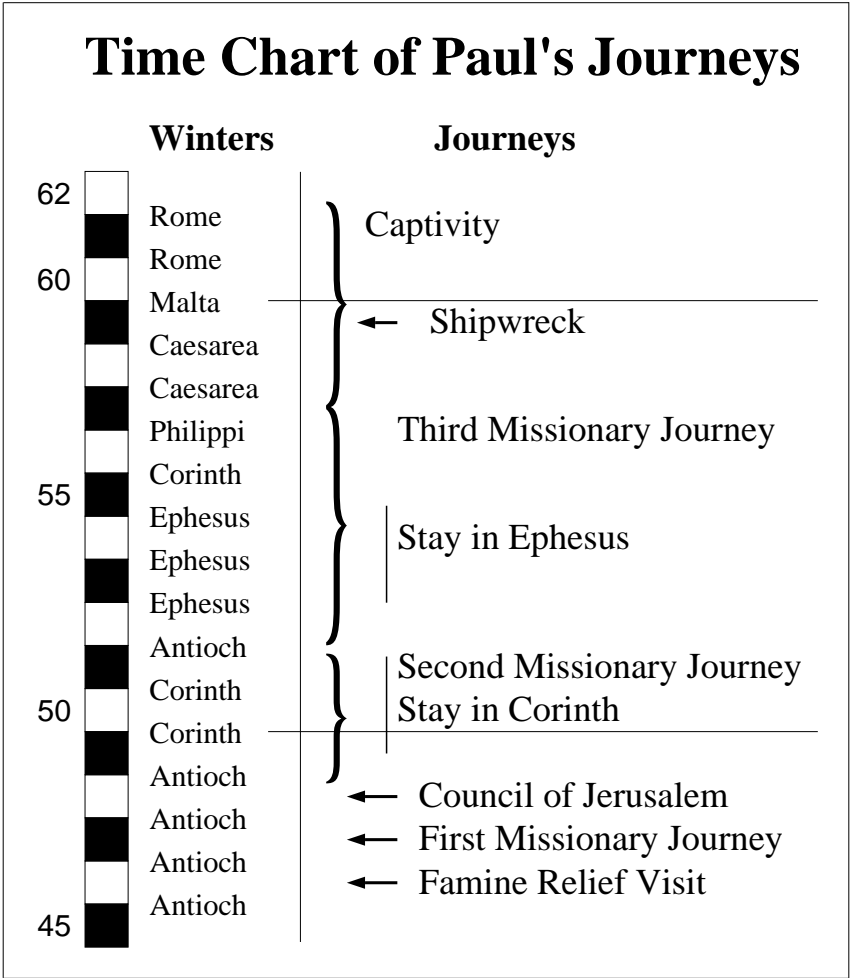 Time Chart of Paul's Journeys
Winters Journeys
62
Rome
Captivity
Rome
60
Malta
Shipwreck
Caesarea
Caesarea
Philippi
Third Missionary Journey
Corinth
55
Ephesus
Stay in Ephesus
Ephesus
Ephesus
Antioch
Second Missionary Journey
Corinth
50
Stay in Corinth
Corinth
Antioch
Council of Jerusalem
Antioch
First Missionary Journey
Antioch
Famine Relief Visit
Antioch
45